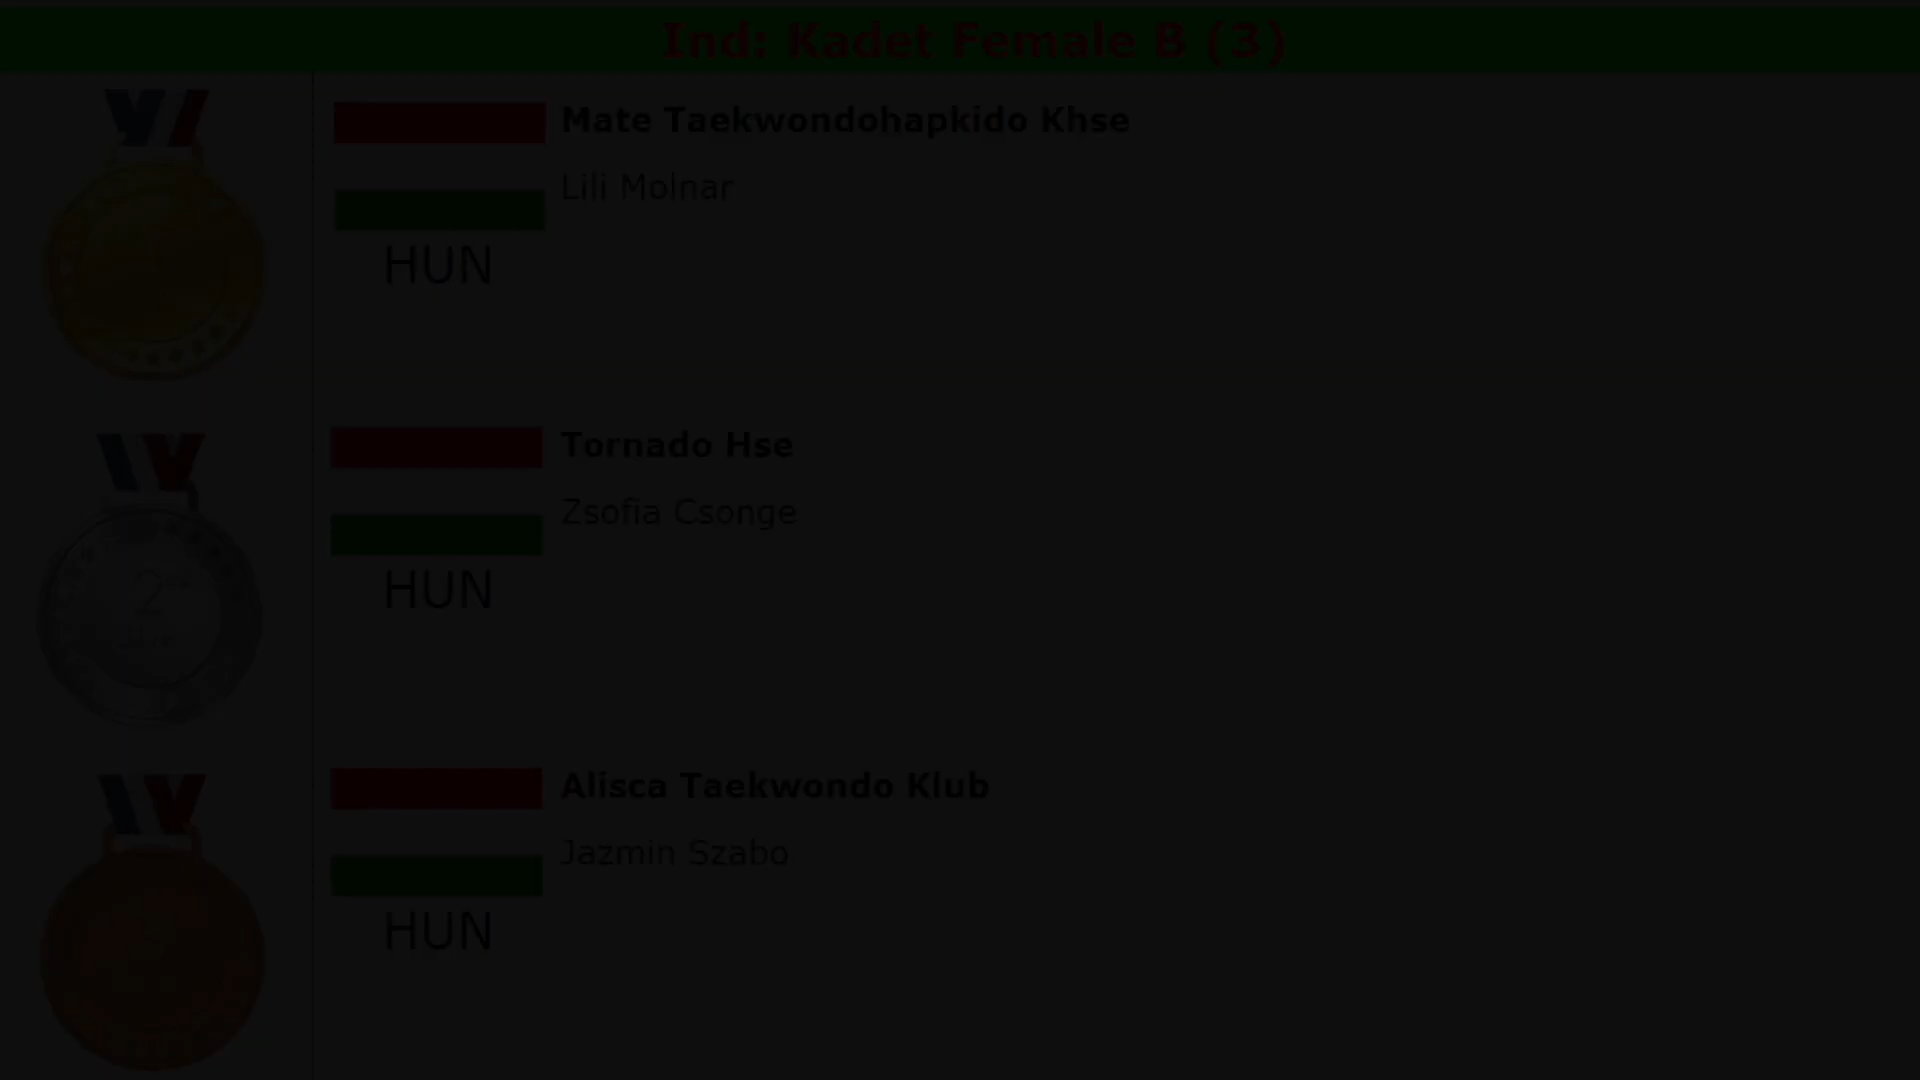 Ind: Kadet Female B (3)
Mate Taekwondohapkido Khse
Lili Molnar
HUN
Tornado Hse
Zsofia Csonge
HUN
2
Alisca Taekwondo Klub
Jazmin Szabo
HUN